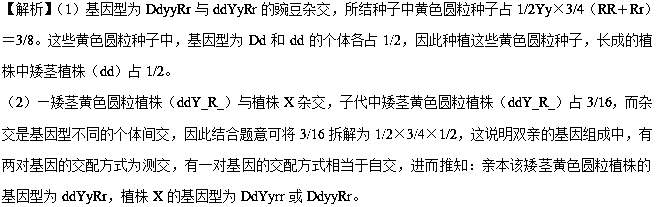 【解析】（1）基因型为 DdyyRr 与 ddYyRr 的豌豆杂交，所结种子中黄色圆粒种子占 1/2Yy×3/4（RR＋Rr）
＝3/8。这些黄色圆粒种子中，基因型为 Dd 和 dd 的个体各占 1/2，因此种植这些黄色圆粒种子，长成的植
株中矮茎植株（dd）占 1/2。
（2）一矮茎黄色圆粒植株（ddY_R_）与植株 X 杂交，子代中矮茎黄色圆粒植株（ddY_R_）占 3/16，而杂
交是基因型不同的个体间交，因此结合题意可将 3/16 拆解为 1/2×3/4×1/2，这说明双亲的基因组成中，有
两对基因的交配方式为测交，有一对基因的交配方式相当于自交，进而推知：亲本该矮茎黄色圆粒植株的
基因型为 ddYyRr，植株 X 的基因型为 DdYyrr 或 DdyyRr。